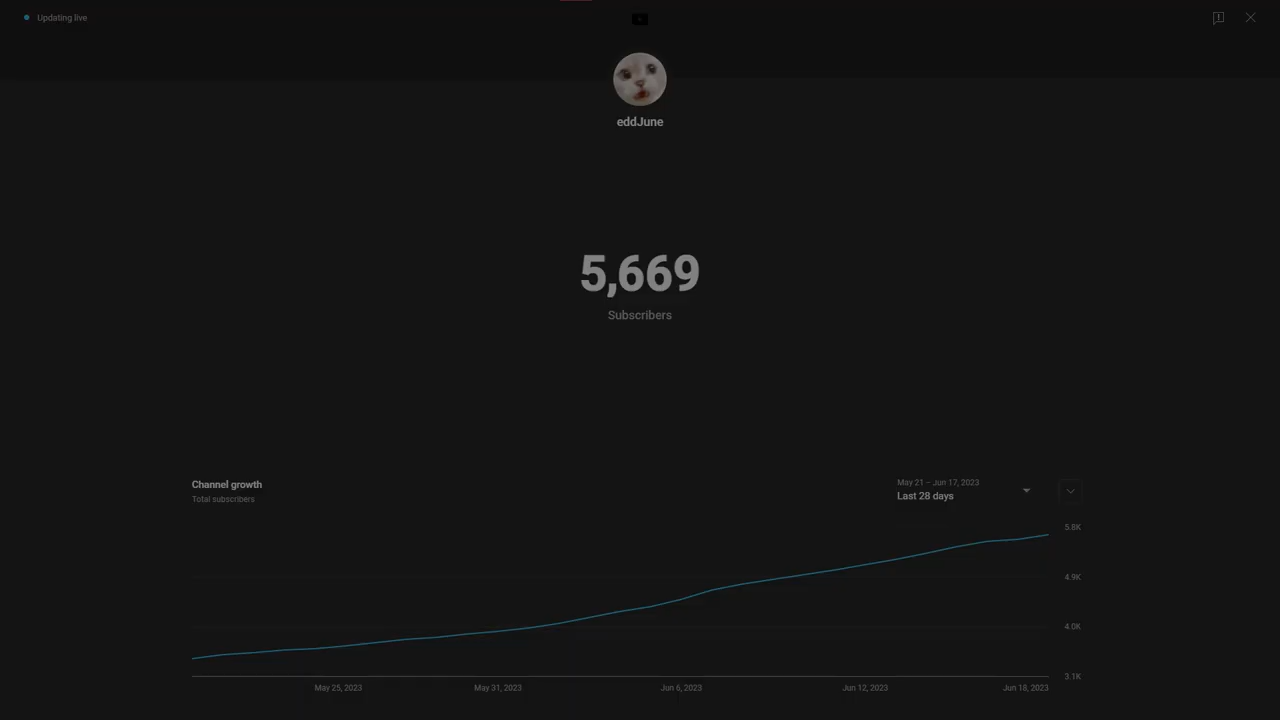 Updating live
eddJune
5,669
Subscribers
Channel growth
Total subscribers
May 21 – Jun 17, 2023
Last 28 days
5.8K
4.9K
4.0K
3.1K
May 25, 2023
May 31, 2023
Jun 6, 2023
Jun 12, 2023
Jun 18, 2023